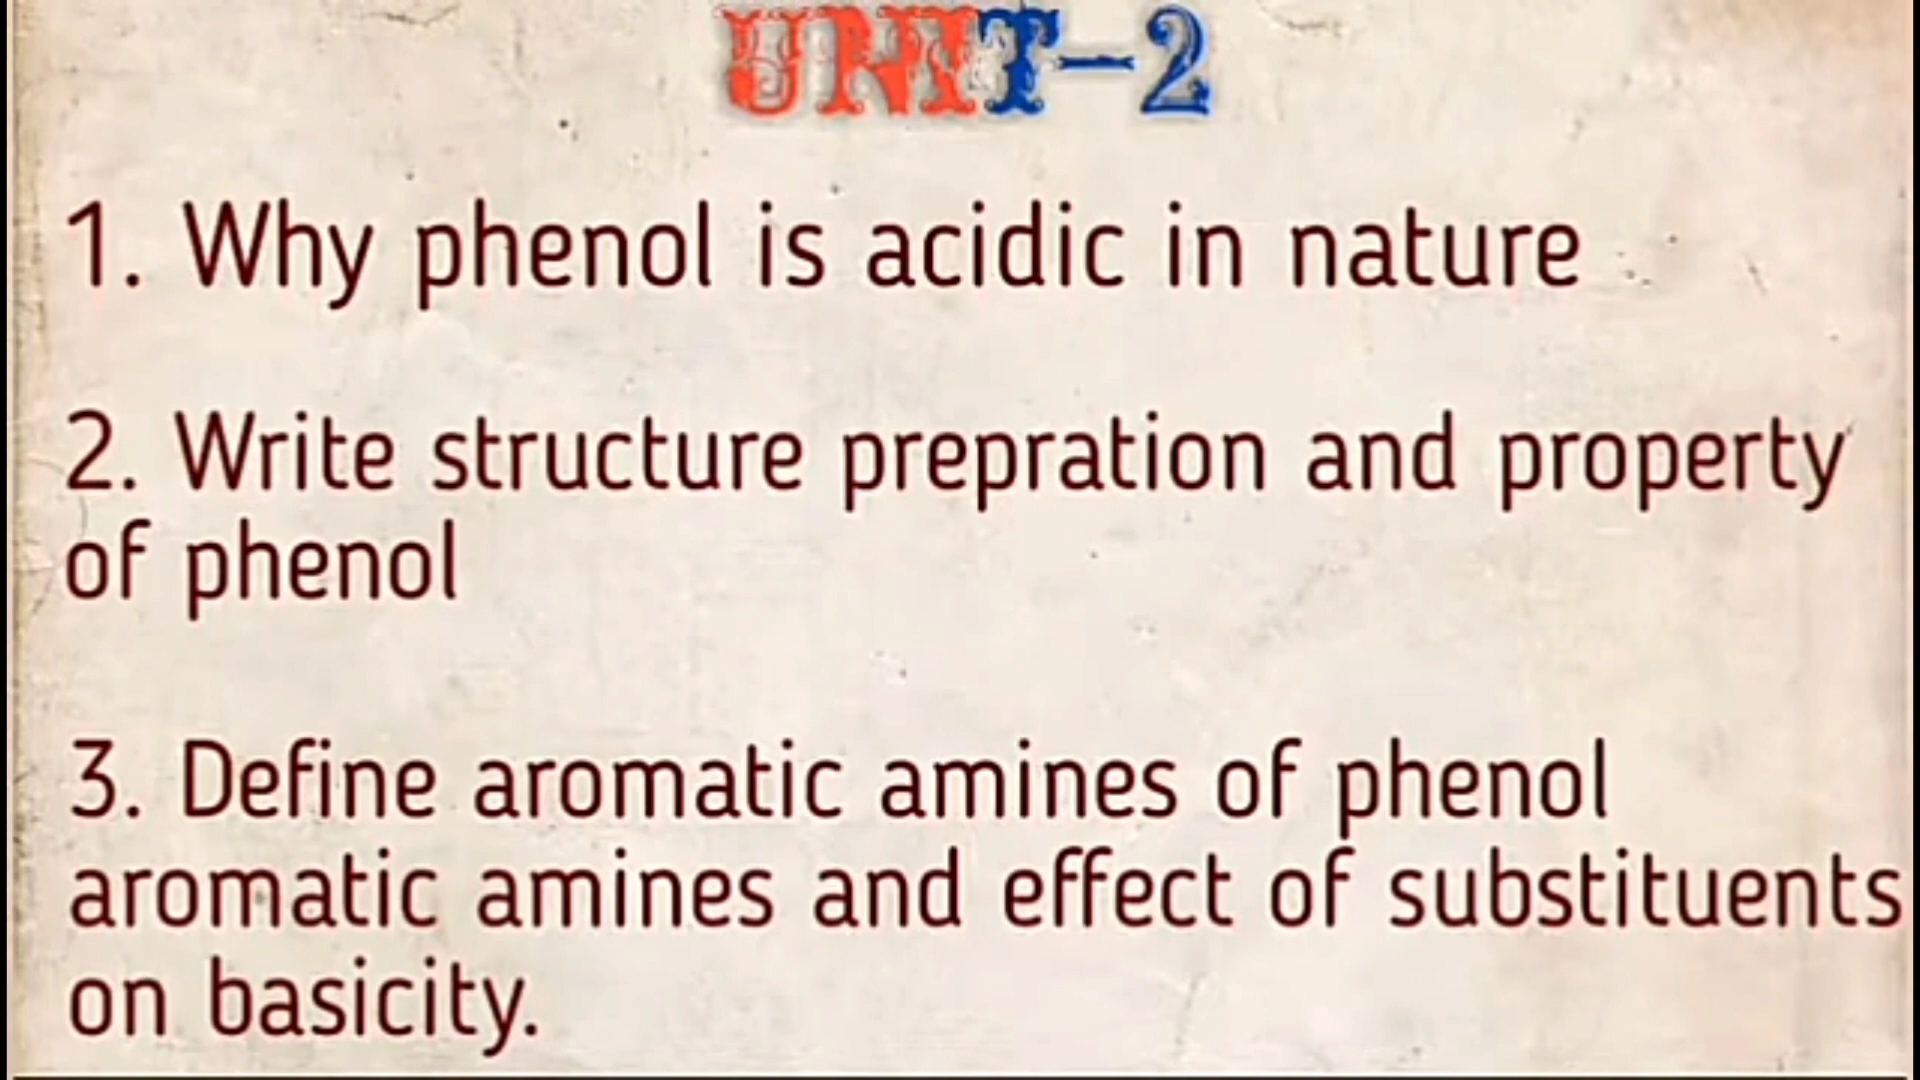 UNIT-2
1. Why phenol is acidic in nature
2. Write structure prepration and property
of phenol
3. Define aromatic amines of phenol
aromatic amines and effect of substituents
on basicity.